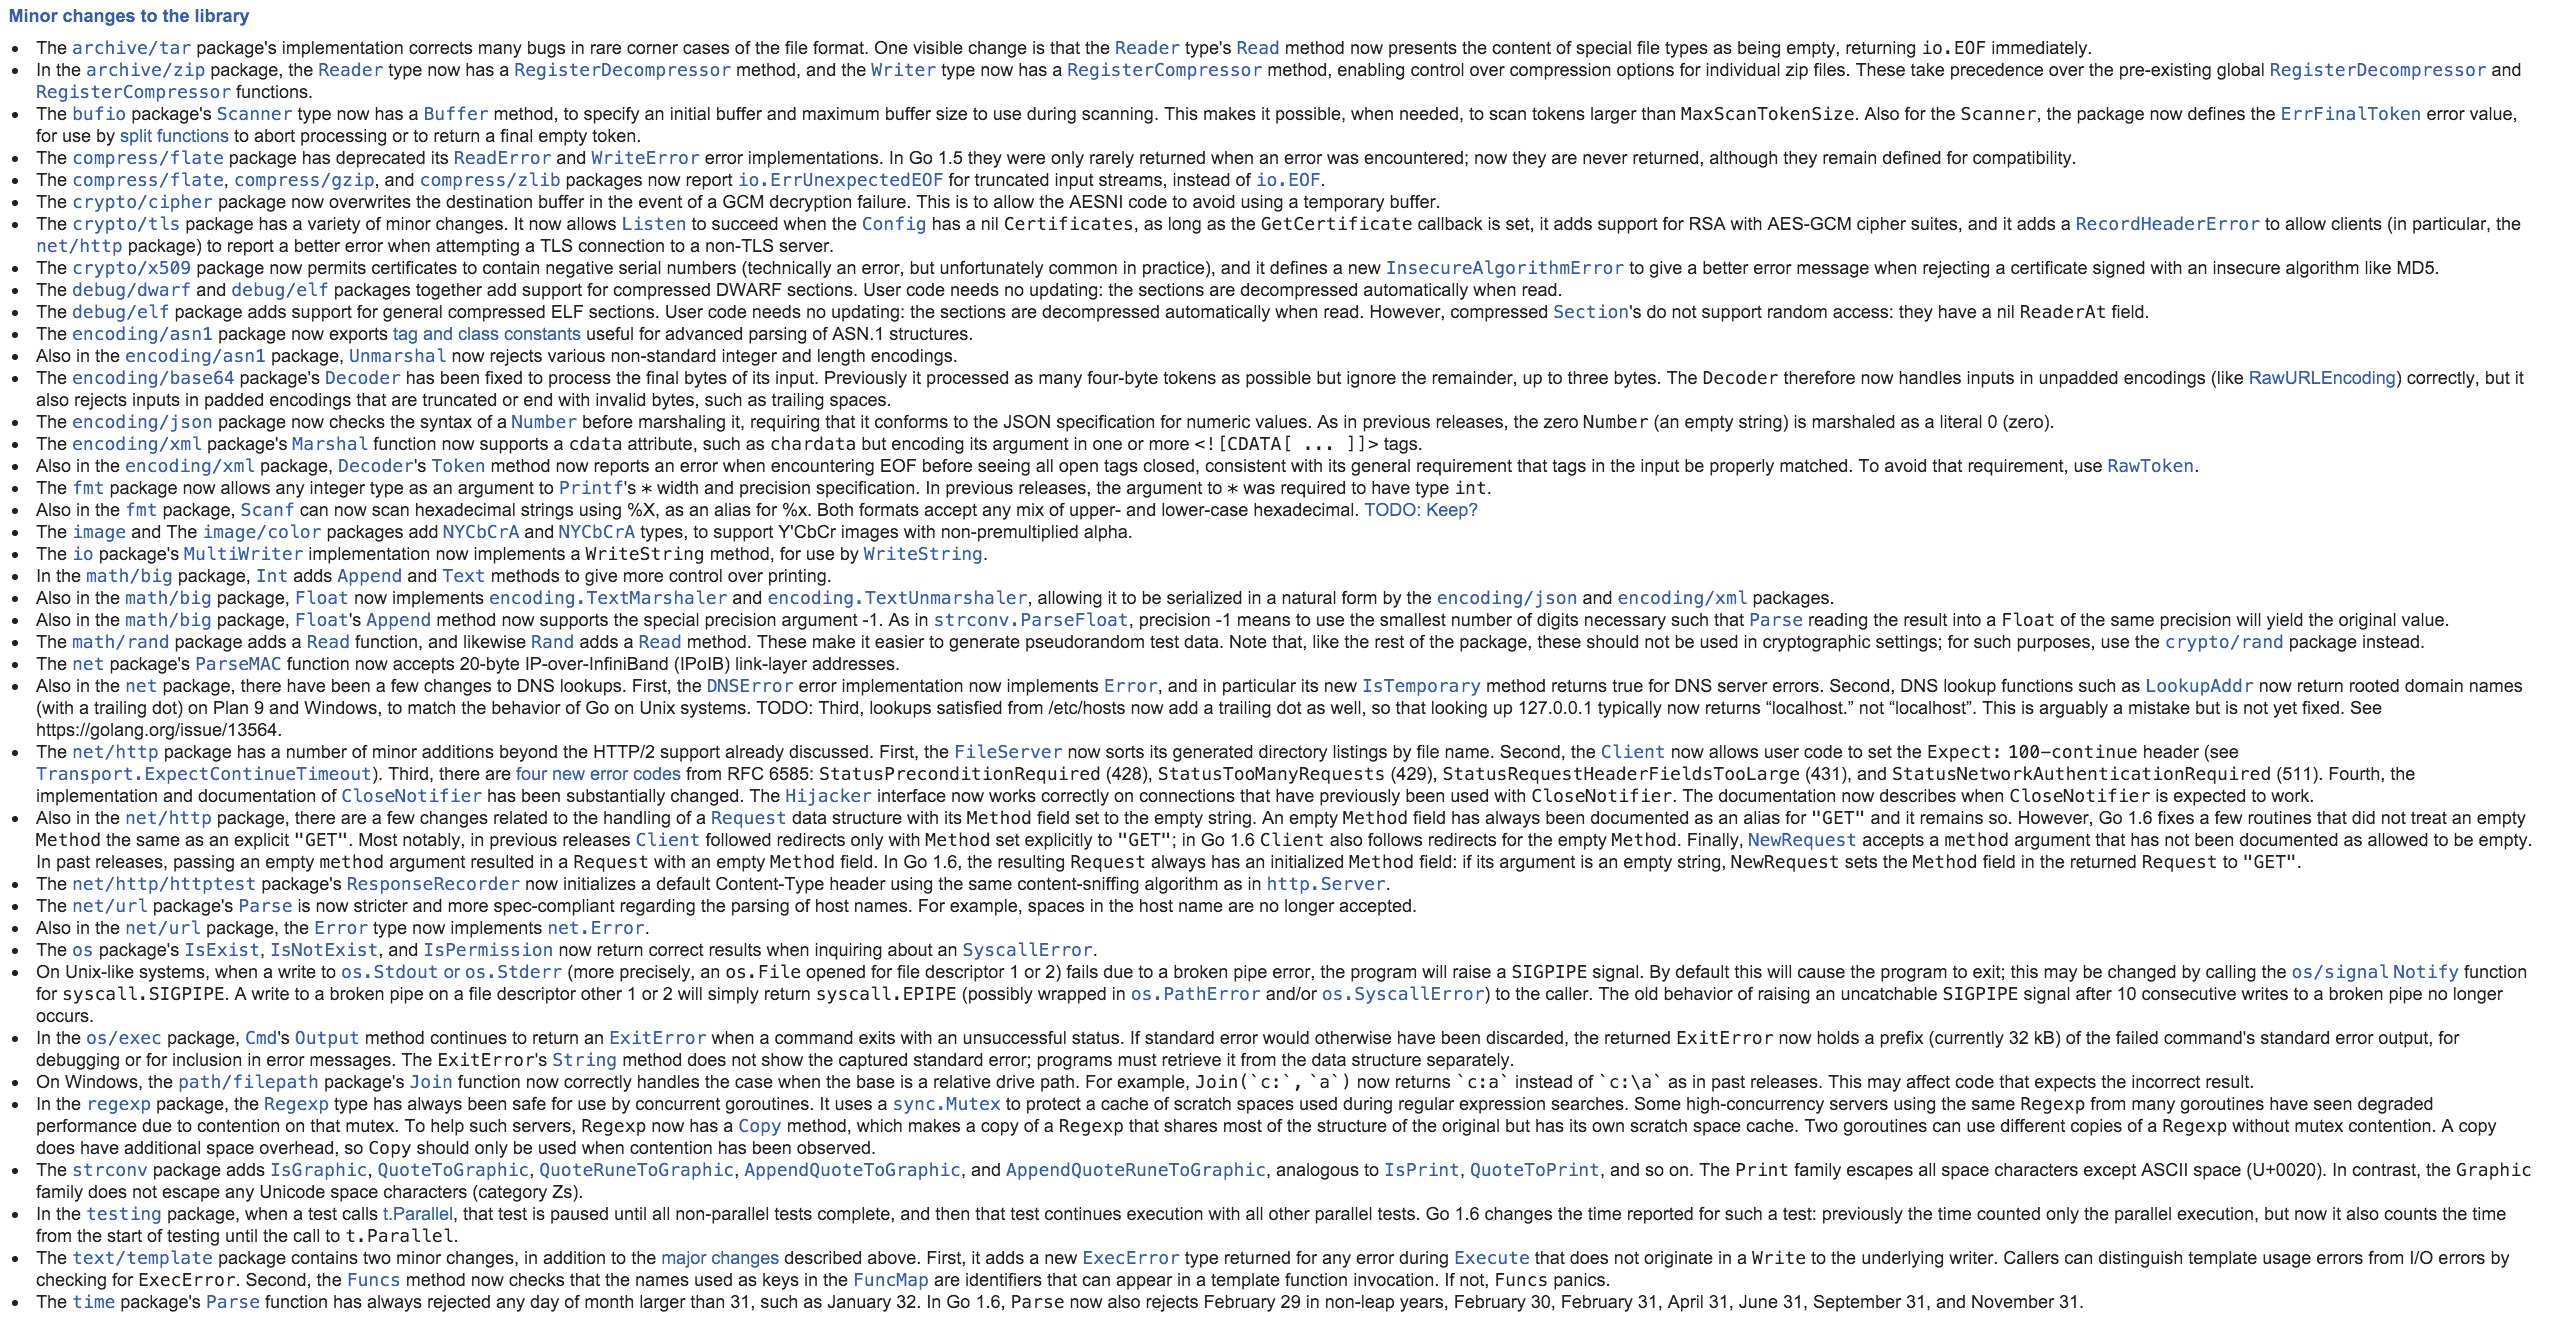 Minor changes to the library
• The archive/tar package's implementation corrects many bugs in rare corner cases of the file format. One visible change is that the Reader type's Read method now presents the content of special file types as being empty, returning io.EOF immediately.
• In the archive/zip package, the Reader type now has a RegisterDecompressor method, and the Writer type now has a RegisterCompressor method, enabling control over compression options for individual zip files. These take precedence over the pre-existing global RegisterDecompressor and
RegisterCompressor functions.
• The bufio package's Scanner type now has a Buffer method, to specify an initial buffer and maximum buffer size to use during scanning. This makes it possible, when needed, to scan tokens larger than MaxScanTokenSize. Also for the Scanner, the package now defines the ErrFinalToken error value,
for use by split functions to abort processing or to return a final empty token.
• The compress/flate package has deprecated its ReadError and WriteError error implementations. In Go 1.5 they were only rarely returned when an error was encountered; now they are never returned, although they remain defined for compatibility.
• The compress/flate, compress/gzip, and compress/zlib packages now report io.ErrUnexpectedEOF for truncated input streams, instead of io.EOF.
• The crypto/cipher package now overwrites the destination buffer in the event of a GCM decryption failure. This is to allow the AESNI code to avoid using a temporary buffer.
• The crypto/tls package has a variety of minor changes. It now allows Listen to succeed when the Config has a nil Certificates, as long as the GetCertificate callback is set, it adds support for RSA with AES-GCM cipher suites, and it adds a RecordHeaderError to allow clients (in particular, the
net/http package) to report a better error when attempting a TLS connection to a non-TLS server.
• The crypto/x509 package now permits certificates to contain negative serial numbers (technically an error, but unfortunately common in practice), and it defines a new InsecureAlgorithmError to give a better error message when rejecting a certificate signed with an insecure algorithm like MD5.
• The debug/dwarf and debug/elf packages together add support for compressed DWARF sections. User code needs no updating: the sections are decompressed automatically when read.
• The debug/elf package adds support for general compressed ELF sections. User code needs no updating: the sections are decompressed automatically when read. However, compressed Section's do not support random access: they have a nil ReaderAt field.
• The encoding/asn1 package now exports tag and class constants useful for advanced parsing of ASN.1 structures.
• Also in the encoding/asn1 package, Unmarshal now rejects various non-standard integer and length encodings.
• The encoding/base64 package's Decoder has been fixed to process the final bytes of its input. Previously it processed as many four-byte tokens as possible but ignore the remainder, up to three bytes. The Decoder therefore now handles inputs in unpadded encodings (like RawURLEncoding) correctly, but it
also rejects inputs in padded encodings that are truncated or end with invalid bytes, such as trailing spaces.
• The encoding/json package now checks the syntax of a Number before marshaling it, requiring that it conforms to the JSON specification for numeric values. As in previous releases, the zero Number (an empty string) is marshaled as a literal 0 (zero).
• The encoding/xml package's Marshal function now supports a cdata attribute, such as chardata but encoding its argument in one or more <![CDATA[ ... ]]> tags.
• Also in the encoding/xml package, Decoder's Token method now reports an error when encountering EOF before seeing all open tags closed, consistent with its general requirement that tags in the input be properly matched. To avoid that requirement, use RawToken.
• The fmt package now allows any integer type as an argument to Printf's * width and precision specification. In previous releases, the argument to * was required to have type int.
• Also in the fmt package, Scanf can now scan hexadecimal strings using %X, as an alias for %x. Both formats accept any mix of upper- and lower-case hexadecimal. TODO: Keep?
• The image and The image/color packages add NYCbCrA and NYCbCrA types, to support Y'CbCr images with non-premultiplied alpha.
• The io package's MultiWriter implementation now implements a WriteString method, for use by WriteString.
• In the math/big package, Int adds Append and Text methods to give more control over printing.
• Also in the math/big package, Float now implements encoding.TextMarshaler and encoding.TextUnmarshaler, allowing it to be serialized in a natural form by the encoding/json and encoding/xml packages.
• Also in the math/big package, Float's Append method now supports the special precision argument -1. As in strconv.ParseFloat, precision -1 means to use the smallest number of digits necessary such that Parse reading the result into a Float of the same precision will yield the original value.
• The math/rand package adds a Read function, and likewise Rand adds a Read method. These make it easier to generate pseudorandom test data. Note that, like the rest of the package, these should not be used in cryptographic settings; for such purposes, use the crypto/rand package instead.
• The net package's ParseMAC function now accepts 20-byte IP-over-InfiniBand (IPoIB) link-layer addresses.
• Also in the net package, there have been a few changes to DNS lookups. First, the DNSError error implementation now implements Error, and in particular its new IsTemporary method returns true for DNS server errors. Second, DNS lookup functions such as LookupAddr now return rooted domain names
(with a trailing dot) on Plan 9 and Windows, to match the behavior of Go on Unix systems. TODO: Third, lookups satisfied from /etc/hosts now add a trailing dot as well, so that looking up 127.0.0.1 typically now returns “localhost.” not “localhost”. This is arguably a mistake but is not yet fixed. See
https://golang.org/issue/13564.
• The net/http package has a number of minor additions beyond the HTTP/2 support already discussed. First, the FileServer now sorts its generated directory listings by file name. Second, the Client now allows user code to set the Expect: 100-continue header (see
Transport.ExpectContinueTimeout). Third, there are four new error codes from RFC 6585: StatusPreconditionRequired (428), StatusTooManyRequests (429), StatusRequestHeaderFieldsTooLarge (431), and StatusNetworkAuthenticationRequired (511). Fourth, the
implementation and documentation of CloseNotifier has been substantially changed. The Hijacker interface now works correctly on connections that have previously been used with CloseNotifier. The documentation now describes when CloseNotifier is expected to work.
• Also in the net/http package, there are a few changes related to the handling of a Request data structure with its Method field set to the empty string. An empty Method field has always been documented as an alias for "GET" and it remains so. However, Go 1.6 fixes a few routines that did not treat an empty
Method the same as an explicit "GET". Most notably, in previous releases Client followed redirects only with Method set explicitly to "GET"; in Go 1.6 Client also follows redirects for the empty Method. Finally, NewRequest accepts a method argument that has not been documented as allowed to be empty.
In past releases, passing an empty method argument resulted in a Request with an empty Method field. In Go 1.6, the resulting Request always has an initialized Method field: if its argument is an empty string, NewRequest sets the Method field in the returned Request to "GET".
• The net/http/httptest package's ResponseRecorder now initializes a default Content-Type header using the same content-sniffing algorithm as in http.Server.
• The net/url package's Parse is now stricter and more spec-compliant regarding the parsing of host names. For example, spaces in the host name are no longer accepted.
• Also in the net/url package, the Error type now implements net.Error.
• The os package's IsExist, IsNotExist, and IsPermission now return correct results when inquiring about an SyscallError.
• On Unix-like systems, when a write to os.Stdout or os.Stderr (more precisely, an os.File opened for file descriptor 1 or 2) fails due to a broken pipe error, the program will raise a SIGPIPE signal. By default this will cause the program to exit; this may be changed by calling the os/signal Notify function
for syscall.SIGPIPE. A write to a broken pipe on a file descriptor other 1 or 2 will simply return syscall.EPIPE (possibly wrapped in os.PathError and/or os.SyscallError) to the caller. The old behavior of raising an uncatchable SIGPIPE signal after 10 consecutive writes to a broken pipe no longer
occurs.
• In the os/exec package, Cmd's Output method continues to return an ExitError when a command exits with an unsuccessful status. If standard error would otherwise have been discarded, the returned ExitError now holds a prefix (currently 32 kB) of the failed command's standard error output, for
debugging or for inclusion in error messages. The ExitError's String method does not show the captured standard error; programs must retrieve it from the data structure separately.
• On Windows, the path/filepath package's Join function now correctly handles the case when the base is a relative drive path. For example, Join(`c:`, `a`) now returns `c:a` instead of `c:\a` as in past releases. This may affect code that expects the incorrect result.
• In the regexp package, the Regexp type has always been safe for use by concurrent goroutines. It uses a sync.Mutex to protect a cache of scratch spaces used during regular expression searches. Some high-concurrency servers using the same Regexp from many goroutines have seen degraded
performance due to contention on that mutex. To help such servers, Regexp now has a Copy method, which makes a copy of a Regexp that shares most of the structure of the original but has its own scratch space cache. Two goroutines can use different copies of a Regexp without mutex contention. A copy
does have additional space overhead, so Copy should only be used when contention has been observed.
• The strconv package adds IsGraphic, QuoteToGraphic, QuoteRuneToGraphic, AppendQuoteToGraphic, and AppendQuoteRuneToGraphic, analogous to IsPrint, QuoteToPrint, and so on. The Print family escapes all space characters except ASCII space (U+0020). In contrast, the Graphic
family does not escape any Unicode space characters (category Zs).
• In the testing package, when a test calls t.Parallel, that test is paused until all non-parallel tests complete, and then that test continues execution with all other parallel tests. Go 1.6 changes the time reported for such a test: previously the time counted only the parallel execution, but now it also counts the time
from the start of testing until the call to t.Parallel.
• The text/template package contains two minor changes, in addition to the major changes described above. First, it adds a new ExecError type returned for any error during Execute that does not originate in a Write to the underlying writer. Callers can distinguish template usage errors from I/O errors by
checking for ExecError. Second, the Funcs method now checks that the names used as keys in the FuncMap are identifiers that can appear in a template function invocation. If not, Funcs panics.
• The time package's Parse function has always rejected any day of month larger than 31, such as January 32. In Go 1.6, Parse now also rejects February 29 in non-leap years, February 30, February 31, April 31, June 31, September 31, and November 31.